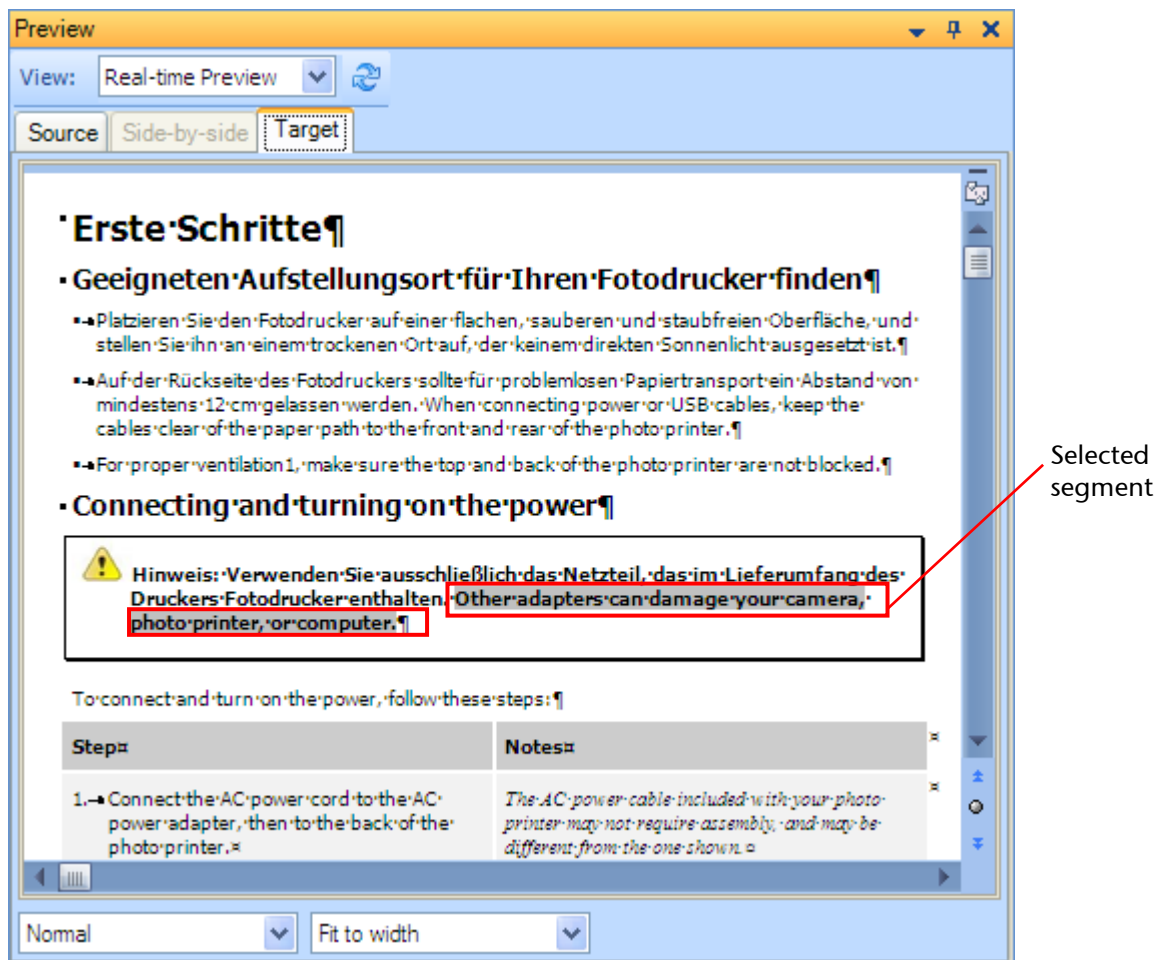 Preview
View: Real-time Preview
Source Side-by-side Target
Erste·Schritte¶
Geeigneten·Aufstellungsort·für·Ihren·Fotodrucker·finden¶
Platzieren·Sie·den·Fotodrucker·auf·einer·flachen,·sauberen·und·staubfreien·Oberfläche,·und·
stellen·Sie·ihn·an·einem·trockenen·Ort·auf,·der·keinem·direkten·Sonnenlicht·ausgesetzt·ist.¶
Auf·der·Rückseite·des·Fotodruckers·sollte·für·problemlosen·Papiertransport·ein·Abstand·von·
mindestens·12·cm·gelassen·werden.·When·connecting·power·or·USB·cables,·keep·the·
cables·clear·of·the·paper·path·to·the·front·and·rear·of·the·photo·printer.¶
For·proper·ventilation1,·make·sure·the·top·and·back·of·the·photo·printer·are·not·blocked.¶
Connecting·and·turning·on·the·power¶
Hinweis:·Verwenden·Sie·ausschließlich·das·Netzteil,·das·im·Lieferumfang·des·
Druckers·Fotodrucker·enthalten.·Other·adapters·can·damage·your·camera,·
photo·printer,·or·computer.¶
Selected
segment
To·connect·and·turn·on·the·power,·follow·these·steps:¶
Step¤ Notes¤ ¤
1.→Connect·the·AC·power·cord·to·the·AC· The·AC·power·cable·included·with·your·photo· ¤
power·adapter,·then·to·the·back·of·the· printer·may·not·require·assembly,·and·may·be·
photo·printer.¤ different·from·the·one·shown.¤
Normal Fit to width